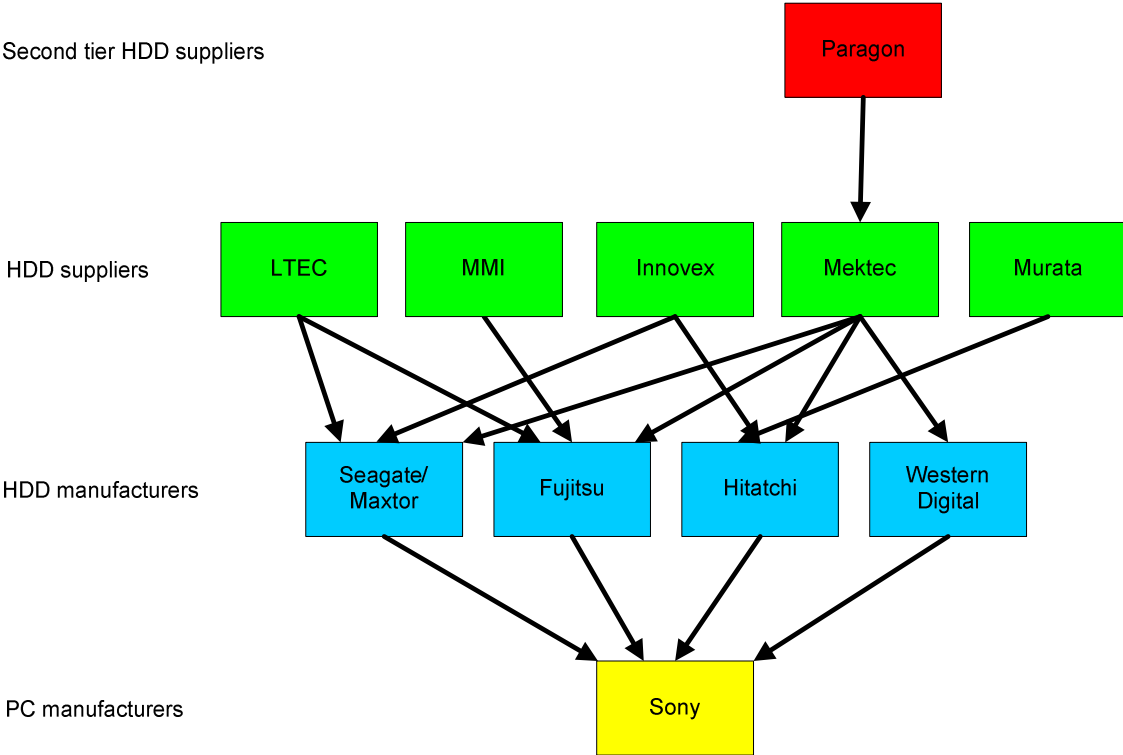 Second tier HDD suppliers
Paragon
HDD suppliers
LTEC
MMI
Innovex
Mektec
Murata
HDD manufacturers
Seagate/
Maxtor
Fujitsu
Hitatchi
Western
Digital
PC manufacturers
Sony